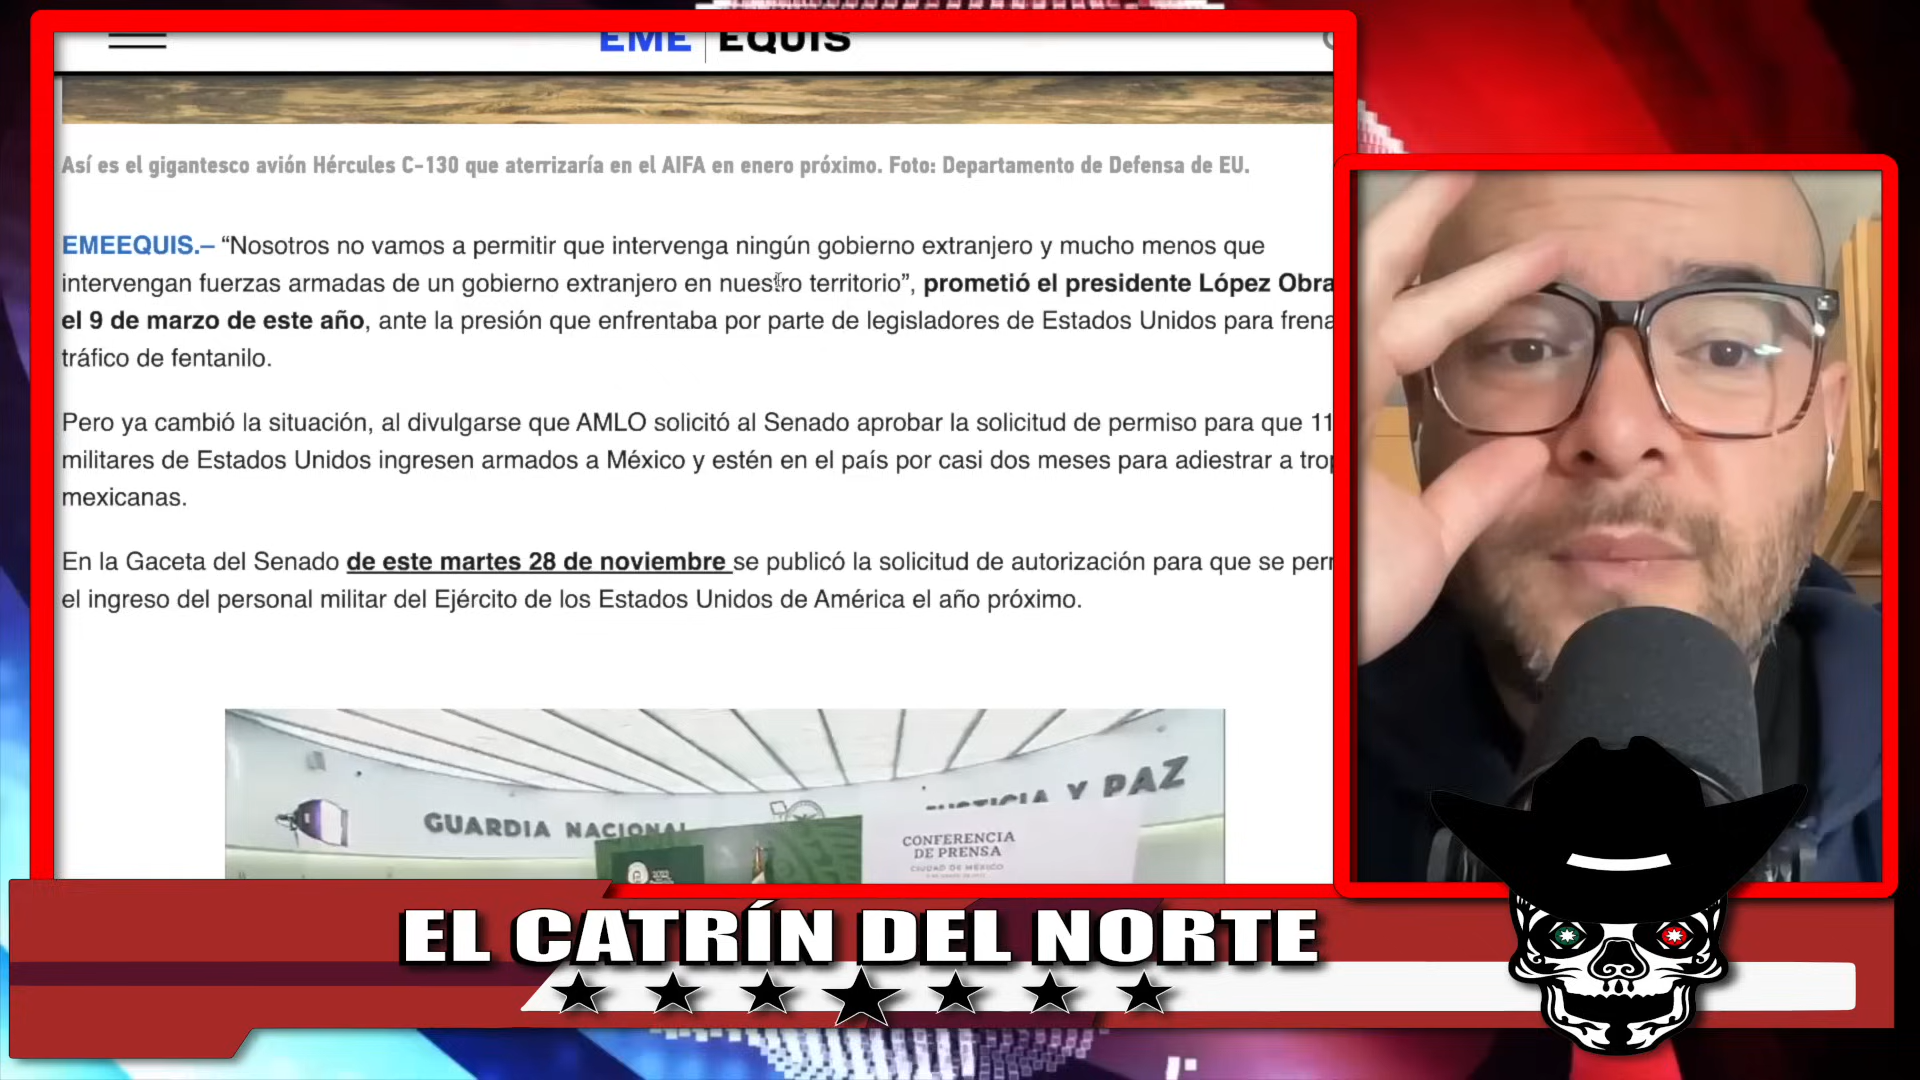 EME EQUIS
Así es el gigantesco avión Hércules C-130 que aterrizaría en el AIFA en enero próximo. Foto: Departamento de Defensa de EU.
EMEEQUIS.– “Nosotros no vamos a permitir que intervenga ningún gobierno extranjero y mucho menos que
intervengan fuerzas armadas de un gobierno extranjero en nuestro territorio”, prometió el presidente López Obra
el 9 de marzo de este año, ante la presión que enfrentaba por parte de legisladores de Estados Unidos para frena
tráfico de fentanilo.
Pero ya cambió la situación, al divulgarse que AMLO solicitó al Senado aprobar la solicitud de permiso para que 11
militares de Estados Unidos ingresen armados a México y estén en el país por casi dos meses para adiestrar a trop
mexicanas.
En la Gaceta del Senado de este martes 28 de noviembre se publicó la solicitud de autorización para que se perm
el ingreso del personal militar del Ejército de los Estados Unidos de América el año próximo.
GUARDIA NACIONAL
JUSTICIA Y PAZ
CONFERENCIA
DE PRENSA
CIUDAD DE MÉXICO
EL CATRÍN DEL NORTE